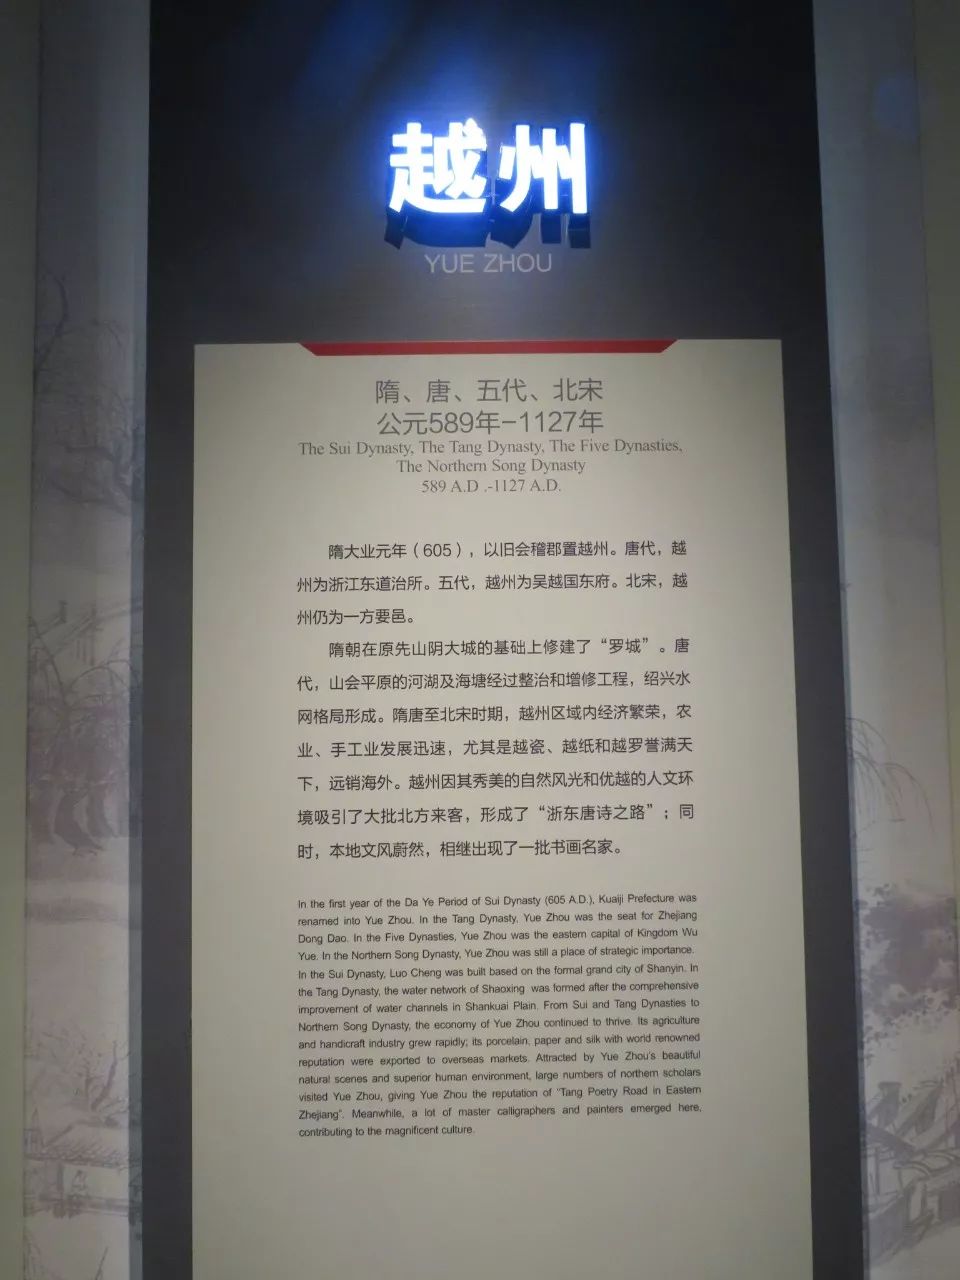 越州
YUE ZHOU
隋、唐、五代、北宋
公元589年-1127年
The Sui Dynasty, The Tang Dynasty, The Five Dynasties,
The Northern Song Dynasty
589 A.D .-1127 A.D.
隋大业元年（605），以旧会稽郡置越州。唐代，越
州为浙江东道治所。五代，越州为吴越国东府。北宋，越
州仍为一方要邑。
隋朝在原先山阴大城的基础上修建了“罗城”。唐
代，山会平原的河湖及海塘经过整治和增修工程，绍兴水
网格局形成。隋唐至北宋时期，越州区域内经济繁荣，农
业、手工业发展迅速，尤其是越瓷、越纸和越罗誉满天
下，远销海外。越州因其秀美的自然风光和优越的人文环
境吸引了大批北方来客，形成了“浙东唐诗之路”；同
时，本地文风蔚然，相继出现了一批书画名家。
In the first year of the Da Ye Period of Sui Dynasty (605 A.D.), Kuaiji Prefecture was
renamed into Yue Zhou. In the Tang Dynasty, Yue Zhou was the seat for Zhejiang
Dong Dao. In the Five Dynasties, Yue Zhou was the eastern capital of Kingdom Wu
Yue. In the Northern Song Dynasty, Yue Zhou was still a place of strategic importance.
In the Sui Dynasty, Luo Cheng was built based on the formal grand city of Shanyin. In
the Tang Dynasty, the water network of Shaoxing was formed after the comprehensive
improvement of water channels in Shankuai Plain. From Sui and Tang Dynasties to
Northern Song Dynasty, the economy of Yue Zhou continued to thrive. Its agriculture
and handicraft industry grew rapidly; its porcelain, paper and silk with world renowned
reputation were exported to overseas markets. Attracted by Yue Zhou's beautiful
natural scenes and superior human environment, large numbers of northern scholars
visited Yue Zhou, giving Yue Zhou the reputation of "Tang Poetry Road in Eastern
Zhejiang". Meanwhile, a lot of master calligraphers and painters emerged here,
contributing to the magnificent culture.